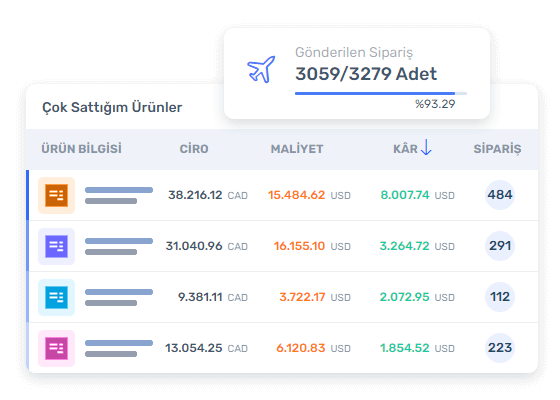 Gönderilen Sipariş
3059/3279 Adet
%93.29
Çok Sattığım Ürünler
ÜRÜN BİLGİSİ CİRO MALİYET KÂR SİPARİŞ
38.216.12 CAD 15.484.62 USD 8.007.74 USD 484
31.040.96 CAD 16.155.10 USD 3.264.72 USD 291
9.381.11 CAD 3.722.17 USD 2.072.95 USD 112
13.054.25 CAD 6.120.83 USD 1.854.52 USD 223